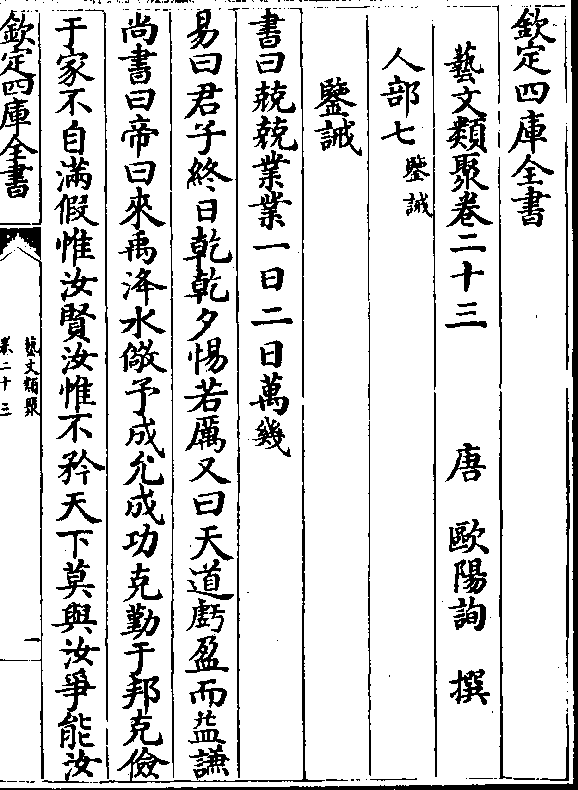 欽定四庫全書
藝文類聚卷二十三　唐　歐陽詢　撰
人部七鑒誡
鑒誡
書曰兢兢業業一日二日萬幾
易曰君子終日乾乾夕惕若厲又曰天道虧盈而益謙
尚書曰帝曰來禹洚水儆予成允成功克勤于邦克儉
于家不自滿假惟汝賢汝惟不矜天下莫與汝爭能汝
欽定四庫全書
藝文類聚
卷二十三
一